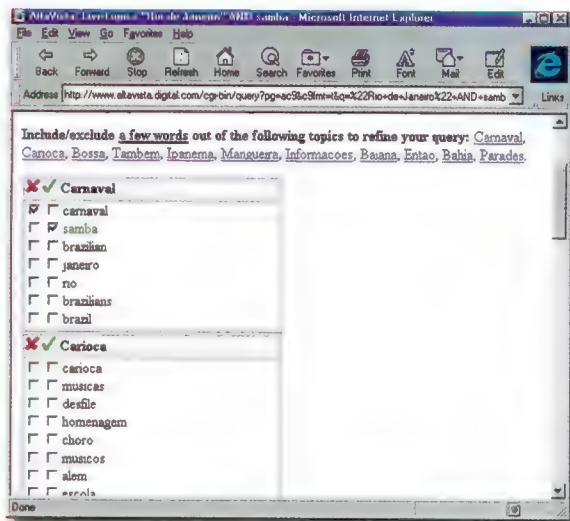 AltaVista: LiveTopics "Rio de Janeiro" AND samba - Microsoft Internet Explorer
File Edit View Go Favorites Help
Back Forward Stop Refresh Home Search Favorites Print Font Mail Edit
Address http://www.altavista.digital.com/cgi-bin/query?pg=ac9&c9fmt=t&q=%22Rio+de+Janeiro%22+AND+samb Links
Include/exclude a few words out of the following topics to refine your query: Carnaval,
Carioca, Bossa, Tambem, Ipanema, Manguera, Informacoes, Baiana, Entao, Bahia, Parades.
Carnaval
carnaval
samba
brazilian
janeiro
rio
brazilians
brazil
Carioca
carioca
musicas
desfile
homenagem
choro
musicos
alem
escola
Done